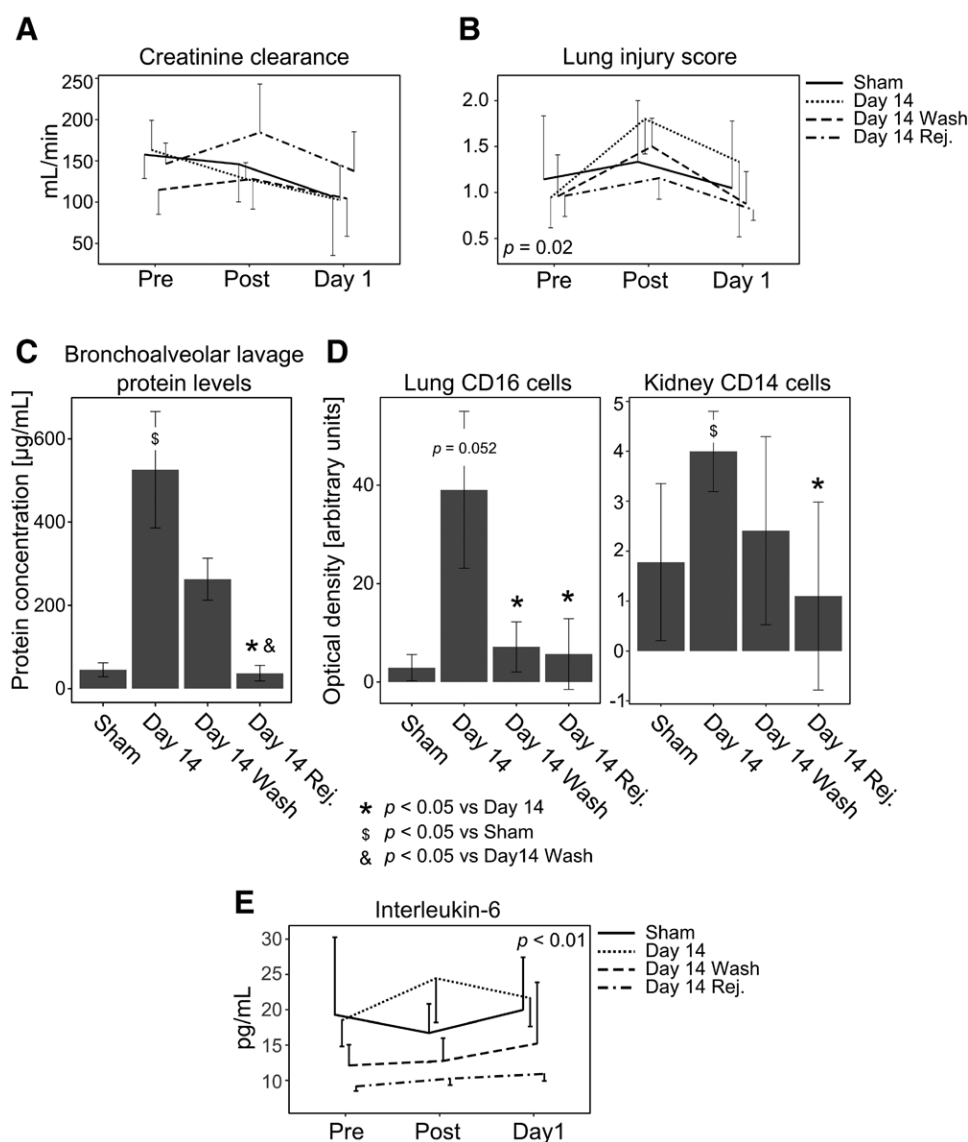 A
Creatinine clearance
mL/min
250
200
150
100
50
Pre Post Day 1
B
Lung injury score
2.0
1.5
1.0
0.5
p = 0.02
Pre Post Day 1
Sham
Day 14
Day 14 Wash
Day 14 Rej.
C
Bronchoalveolar lavage
protein levels
Protein concentration [µg/mL]
600
400
200
0
$
* &
Sham
Day 14
Day 14 Wash
Day 14 Rej.
D
Lung CD16 cells
Optical density [arbitrary units]
40
20
0
p = 0.052
*
*
Sham
Day 14
Day 14 Wash
Day 14 Rej.
Kidney CD14 cells
5
4
3
2
1
0
-1
$
*
Sham
Day 14
Day 14 Wash
Day 14 Rej.
* p < 0.05 vs Day 14
$ p < 0.05 vs Sham
& p < 0.05 vs Day14 Wash
E
Interleukin-6
pg/mL
30
25
20
15
10
p < 0.01
Pre Post Day1
Sham
Day 14
Day 14 Wash
Day 14 Rej.